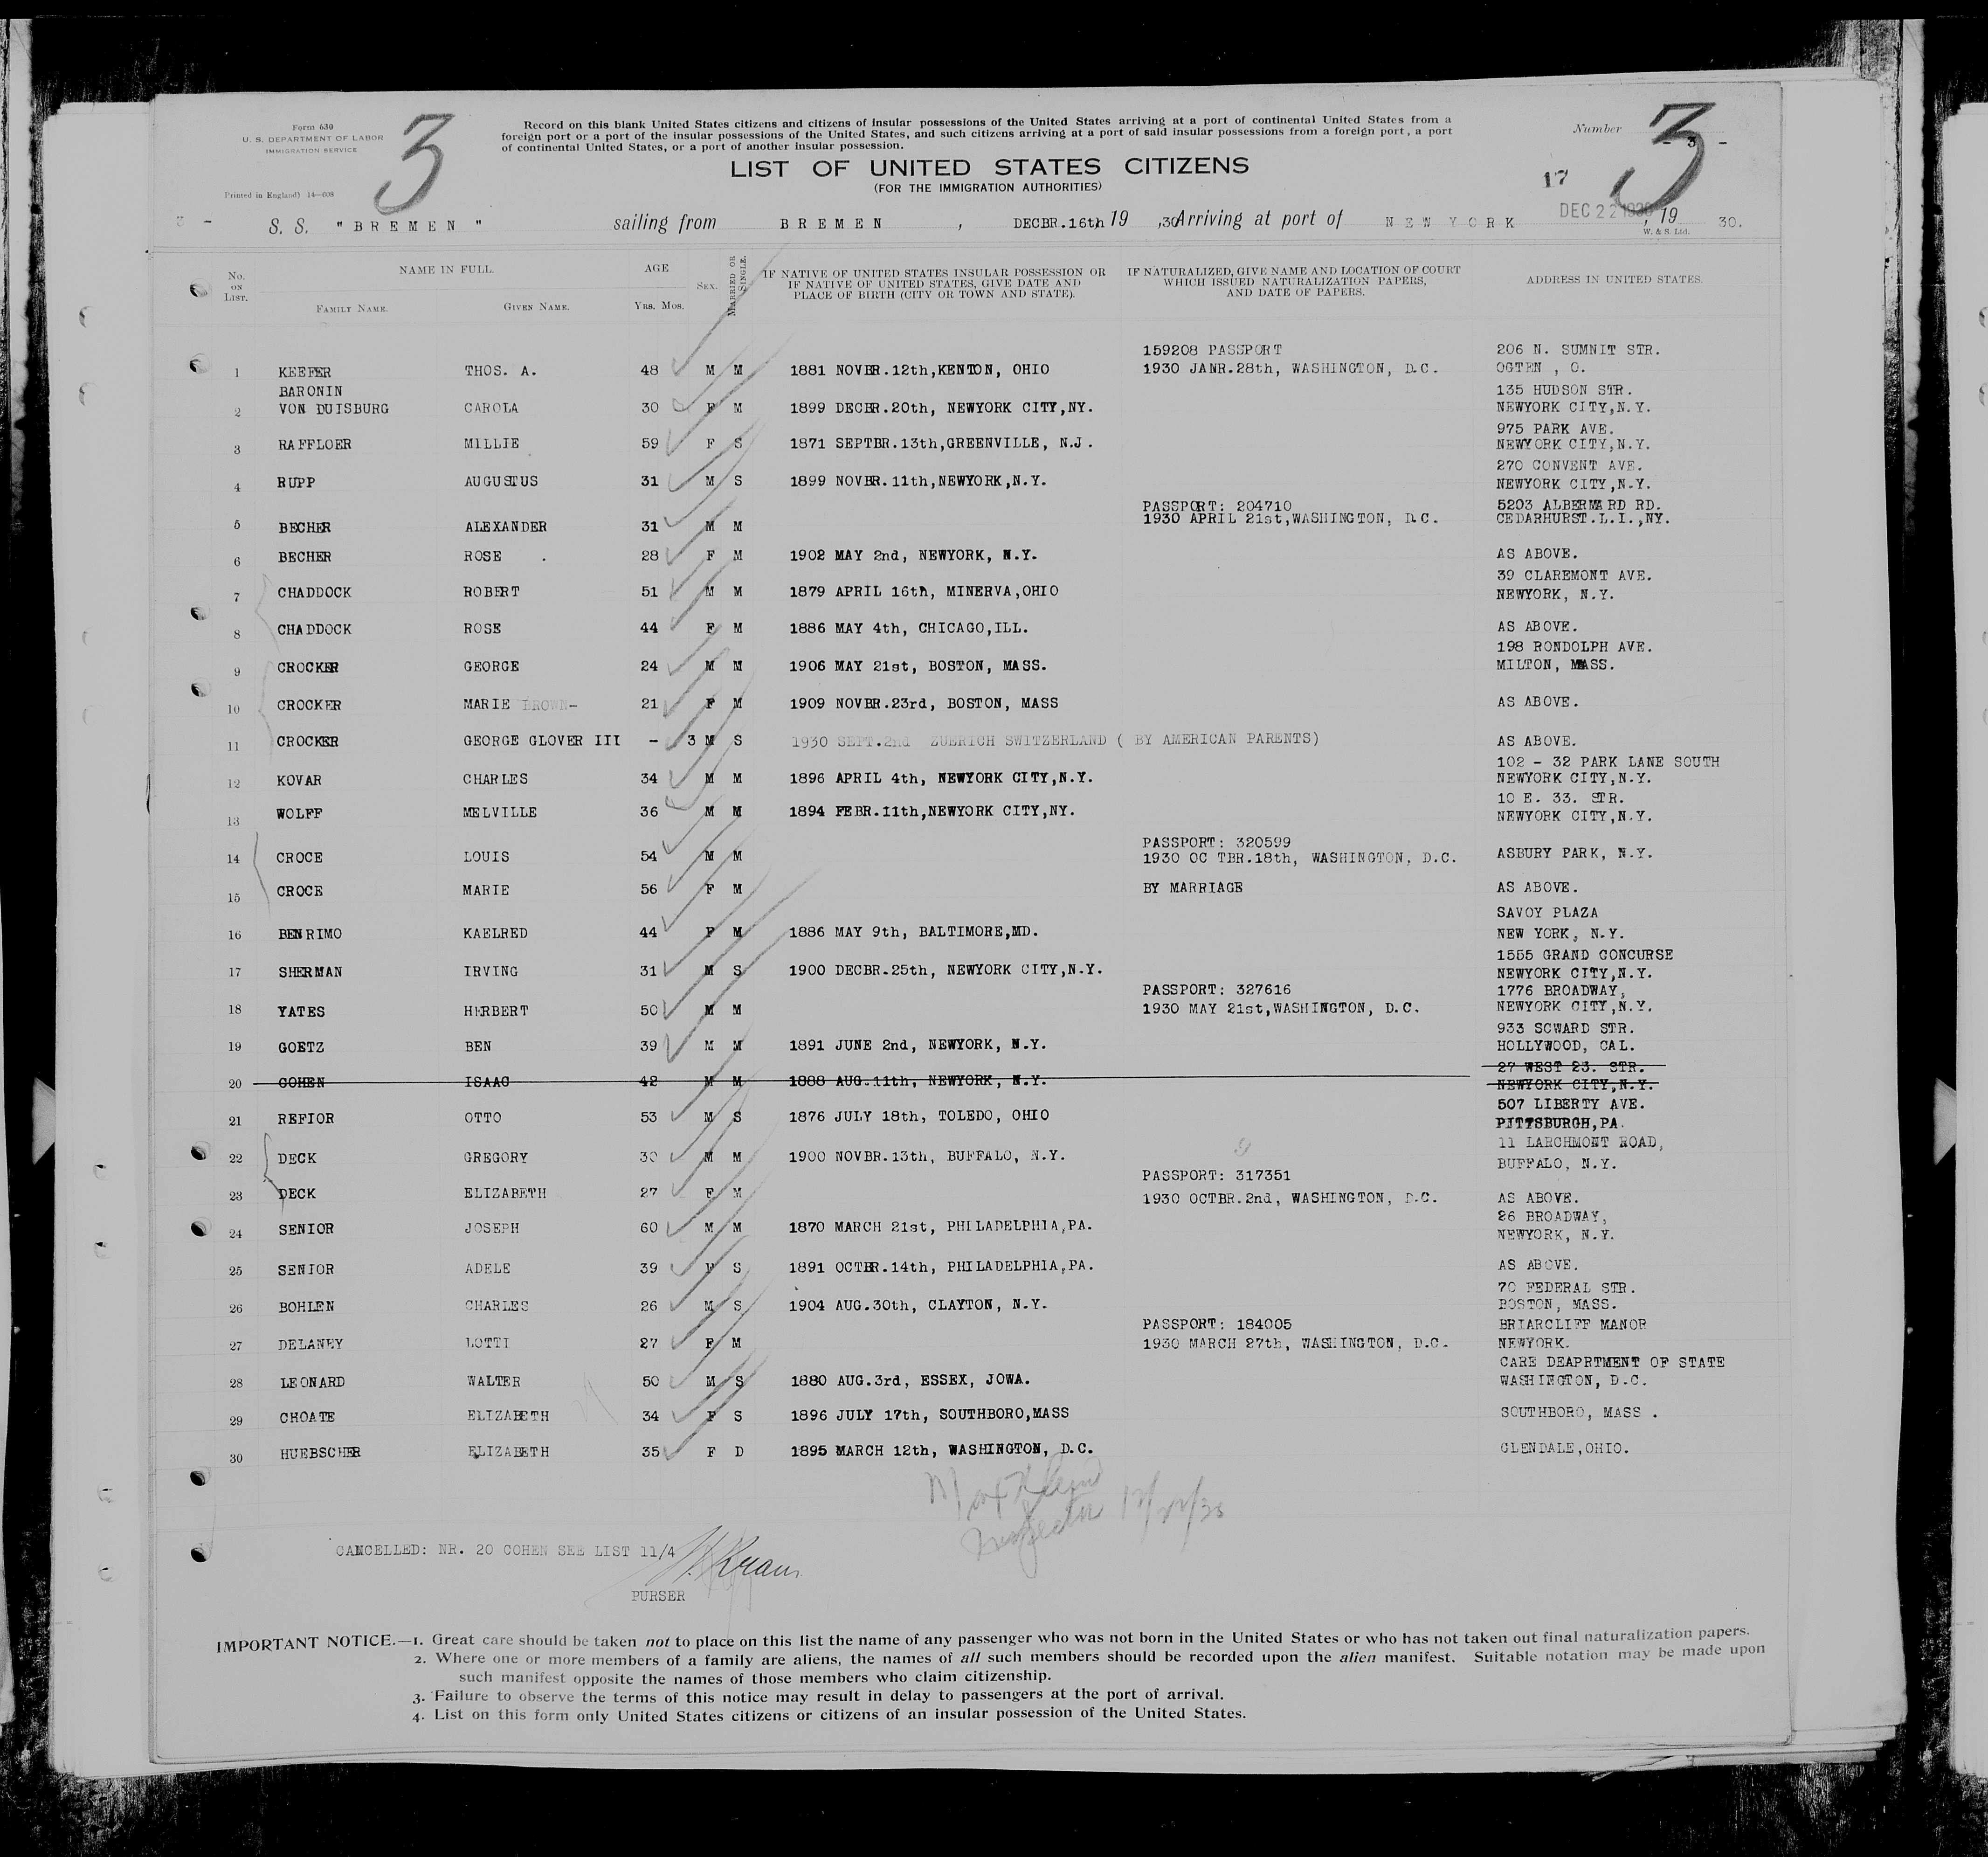 Form 630
U. S. DEPARTMENT OF LABOR
IMMIGRATION SERVICE
Printed in England) 14—608
3
Record on this blank United States citizens and citizens of insular possessions of the United States arriving at a port of continental United States from a
foreign port or a port of the insular possessions of the United States, and such citizens arriving at a port of said insular possessions from a foreign port, a port
of continental United States, or a port of another insular possession.
Number 3 -
3
LIST OF UNITED STATES CITIZENS
(FOR THE IMMIGRATION AUTHORITIES)
17
DEC 22 1930
3 - S. S. "BREMEN" sailing from BREMEN, DECBR.16th 19 ,30 Arriving at port of NEW YORK , 19 30.
W. & S. Ltd.
No. ON LIST. NAME IN FULL. AGE SEX. MARRIED OR SINGLE. IF NATIVE OF UNITED STATES INSULAR POSSESSION OR IF NATIVE OF UNITED STATES, GIVE DATE AND PLACE OF BIRTH (CITY OR TOWN AND STATE). IF NATURALIZED, GIVE NAME AND LOCATION OF COURT WHICH ISSUED NATURALIZATION PAPERS, AND DATE OF PAPERS. ADDRESS IN UNITED STATES.
FAMILY NAME. GIVEN NAME. YRS. MOS.
159208 PASSPORT 206 N. SUMNIT STR.
1 KEEFER THOS. A. 48 M M 1881 NOVBR.12th,KENTON, OHIO 1930 JANR.28th, WASHINGTON, D.C. OGTEN , O.
BARONIN 135 HUDSON STR.
2 VON DUISBURG CAROLA 30 F M 1899 DECBR.20th, NEWYORK CITY,NY. NEWYORK CITY,N.Y.
975 PARK AVE.
3 RAFFLOER MILLIE 59 F S 1871 SEPTBR.13th,GREENVILLE, N.J. NEWYORK CITY,N.Y.
270 CONVENT AVE.
4 RUPP AUGUSTUS 31 M S 1899 NOVBR.11th,NEWYORK,N.Y. NEWYORK CITY,N.Y.
PASSPORT: 204710 5203 ALBERMARD RD.
5 BECHER ALEXANDER 31 M M 1930 APRIL 21st,WASHINGTON, D.C. CEDARHURST.L.I.,NY.
6 BECHER ROSE . 28 F M 1902 MAY 2nd, NEWYORK, N.Y. AS ABOVE.
39 CLAREMONT AVE.
7 CHADDOCK ROBERT 51 M M 1879 APRIL 16th, MINERVA,OHIO NEWYORK, N.Y.
8 CHADDOCK ROSE 44 F M 1886 MAY 4th, CHICAGO,ILL. AS ABOVE.
198 RONDOLPH AVE.
9 CROCKER GEORGE 24 M M 1906 MAY 21st, BOSTON, MASS. MILTON, MASS.
10 CROCKER MARIE BROWN- 21 F M 1909 NOVBR.23rd, BOSTON, MASS AS ABOVE.
11 CROCKER GEORGE GLOVER III - 3 M S 1930 SEPT.2nd ZUERICH SWITZERLAND ( BY AMERICAN PARENTS) AS ABOVE.
102 - 32 PARK LANE SOUTH
12 KOVAR CHARLES 34 M M 1896 APRIL 4th, NEWYORK CITY,N.Y. NEWYORK CITY,N.Y.
10 E. 33. STR.
13 WOLFF MELVILLE 36 M M 1894 FEBR.11th,NEWYORK CITY,NY. NEWYORK CITY,N.Y.
PASSPORT: 320599
14 CROCE LOUIS 54 M M 1930 OC TBR.18th, WASHINGTON, D.C. ASBURY PARK, N.Y.
15 CROCE MARIE 56 F M BY MARRIAGE AS ABOVE.
SAVOY PLAZA
16 BENRIMO KAELRED 44 F M 1886 MAY 9th, BALTIMORE,MD. NEW YORK, N.Y.
1555 GRAND CONCURSE
17 SHERMAN IRVING 31 M S 1900 DECBR.25th, NEWYORK CITY,N.Y. NEWYORK CITY,N.Y.
PASSPORT: 327616 1776 BROADWAY,
18 YATES HERBERT 50 M M 1930 MAY 21st,WASHINGTON, D.C. NEWYORK CITY,N.Y.
933 SCWARD STR.
19 GOETZ BEN 39 M M 1891 JUNE 2nd, NEWYORK, N.Y. HOLLYWOOD, CAL.
27 WEST 23. STR.
20 COHEN ISAAC 42 M M 1888 AUG.11th, NEWYORK, N.Y. NEWYORK CITY,N.Y.
507 LIBERTY AVE.
21 REFIOR OTTO 53 M S 1876 JULY 18th, TOLEDO, OHIO PITTSBURGH,PA.
11 LARCHMONT ROAD,
22 DECK GREGORY 30 M M 1900 NOVBR.13th, BUFFALO, N.Y. BUFFALO, N.Y.
PASSPORT: 317351
23 DECK ELIZABETH 27 F M 1930 OCTBR.2nd, WASHINGTON, D.C. AS ABOVE.
26 BROADWAY,
24 SENIOR JOSEPH 60 M M 1870 MARCH 21st, PHILADELPHIA,PA. NEWYORK, N.Y.
25 SENIOR ADELE 39 F S 1891 OCTBR.14th, PHILADELPHIA,PA. AS ABOVE.
70 FEDERAL STR.
26 BOHLEN CHARLES 26 M S 1904 AUG.30th, CLAYTON, N.Y. BOSTON, MASS.
PASSPORT: 184005 BRIARCLIFF MANOR
27 DELANEY LOTTI 27 F M 1930 MARCH 27th, WASHINGTON, D.C. NEWYORK.
CARE DEAPRTMENT OF STATE
28 LEONARD WALTER 50 M S 1880 AUG.3rd, ESSEX, JOWA. WASHINGTON, D.C.
29 CHOATE ELIZABETH 34 F S 1896 JULY 17th, SOUTHBORO,MASS SOUTHBORO, MASS .
30 HUEBSCHER ELIZABETH 35 F D 1895 MARCH 12th, WASHINGTON, D.C. GLENDALE,OHIO.
Inspector 12/22/30
CANCELLED: NR. 20 COHEN SEE LIST 11/4
Kraus
PURSER
IMPORTANT NOTICE.—1. Great care should be taken not to place on this list the name of any passenger who was not born in the United States or who has not taken out final naturalization papers.
2. Where one or more members of a family are aliens, the names of all such members should be recorded upon the alien manifest. Suitable notation may be made upon
such manifest opposite the names of those members who claim citizenship.
3. Failure to observe the terms of this notice may result in delay to passengers at the port of arrival.
4. List on this form only United States citizens or citizens of an insular possession of the United States.